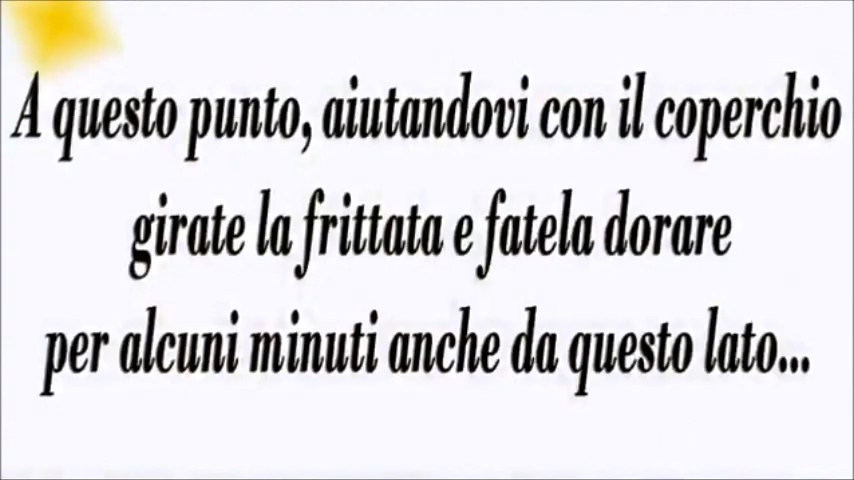 A questo punto, aiutandovi con il coperchio
girate la frittata e fatela dorare
per alcuni minuti anche da questo lato...